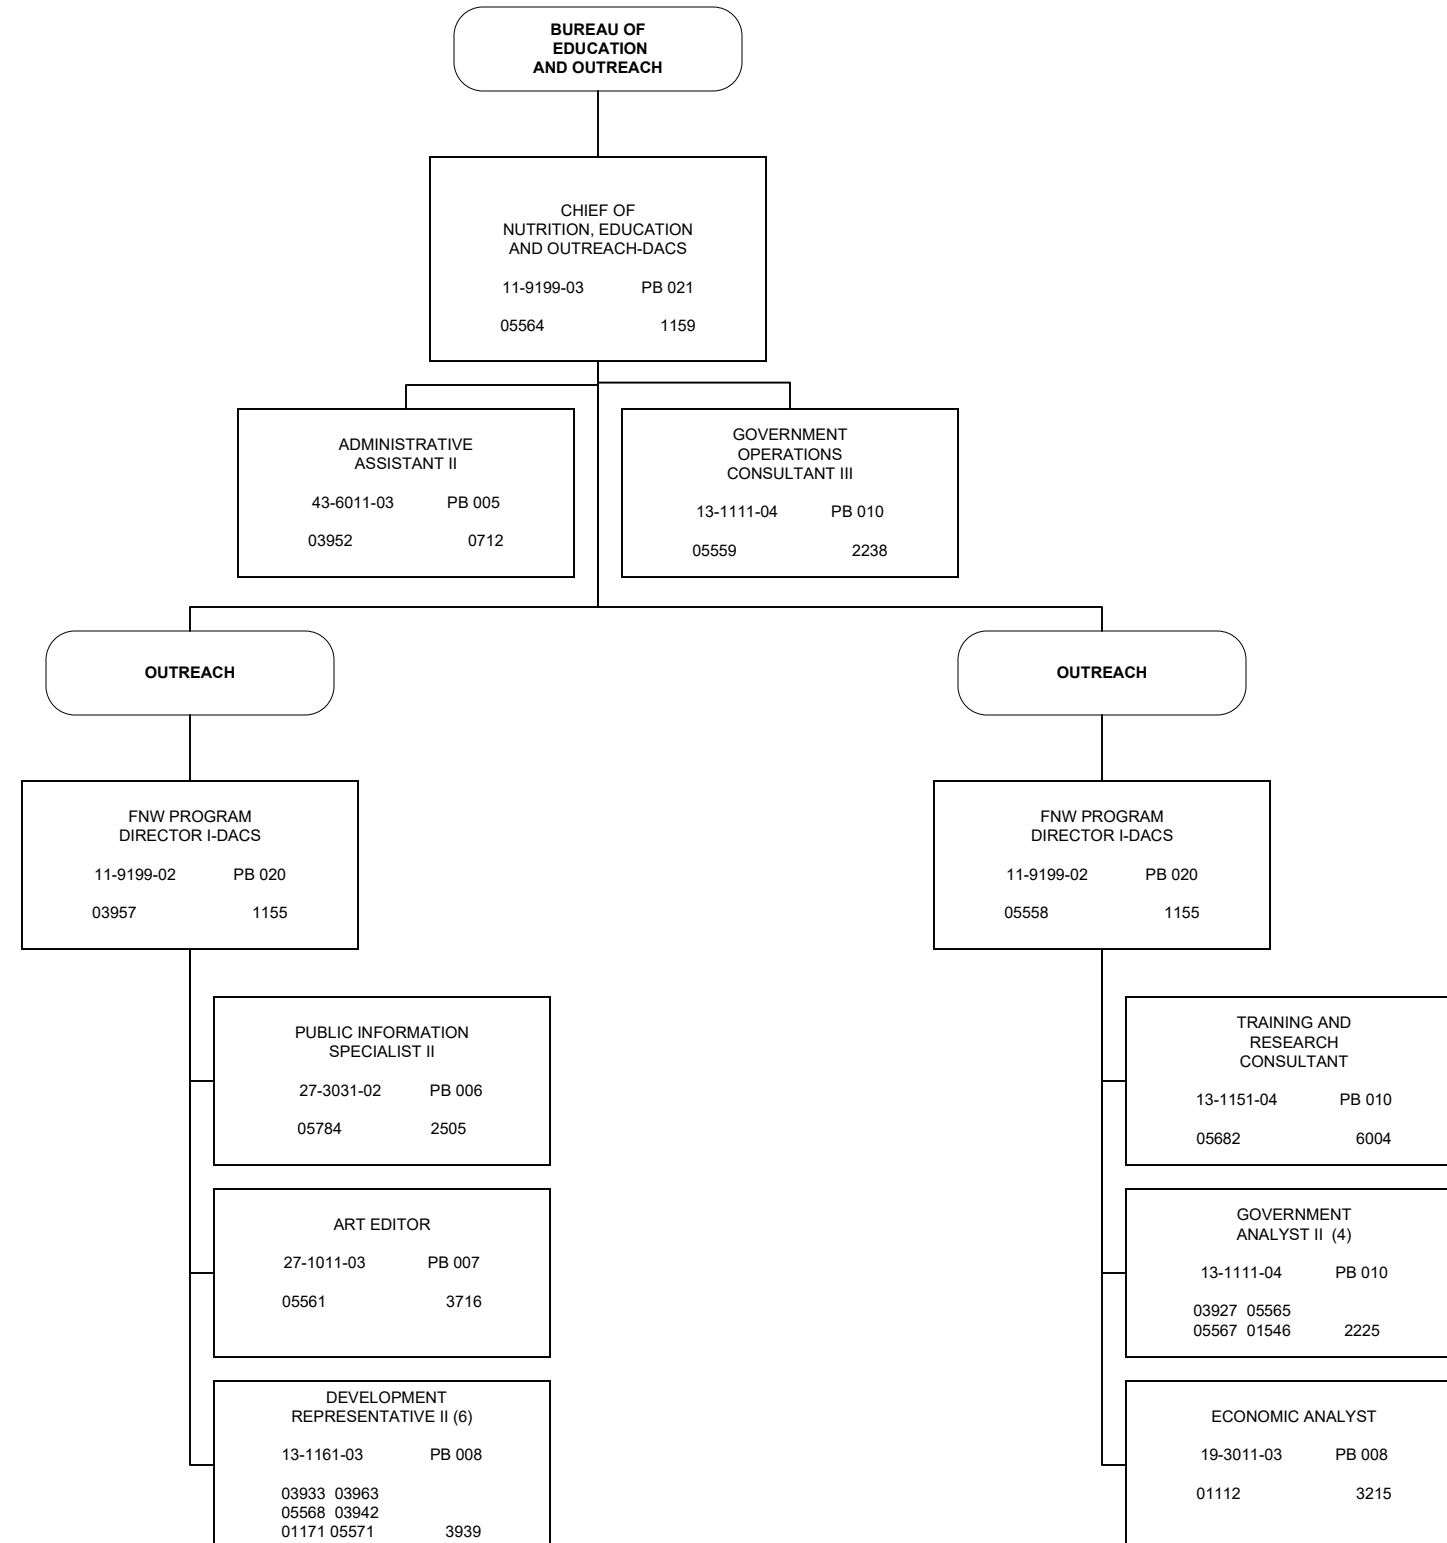 BUREAU OF
EDUCATION
AND OUTREACH
CHIEF OF
NUTRITION, EDUCATION
AND OUTREACH-DACS
11-9199-03 PB 021
05564 1159
ADMINISTRATIVE
ASSISTANT II
43-6011-03 PB 005
03952 0712
GOVERNMENT
OPERATIONS
CONSULTANT III
13-1111-04 PB 010
05559 2238
OUTREACH
FNW PROGRAM
DIRECTOR I-DACS
11-9199-02 PB 020
03957 1155
PUBLIC INFORMATION
SPECIALIST II
27-3031-02 PB 006
05784 2505
ART EDITOR
27-1011-03 PB 007
05561 3716
DEVELOPMENT
REPRESENTATIVE II (6)
13-1161-03 PB 008
03933 03963
05568 03942
01171 05571 3939
OUTREACH
FNW PROGRAM
DIRECTOR I-DACS
11-9199-02 PB 020
05558 1155
TRAINING AND
RESEARCH
CONSULTANT
13-1151-04 PB 010
05682 6004
GOVERNMENT
ANALYST II (4)
13-1111-04 PB 010
03927 05565
05567 01546 2225
ECONOMIC ANALYST
19-3011-03 PB 008
01112 3215